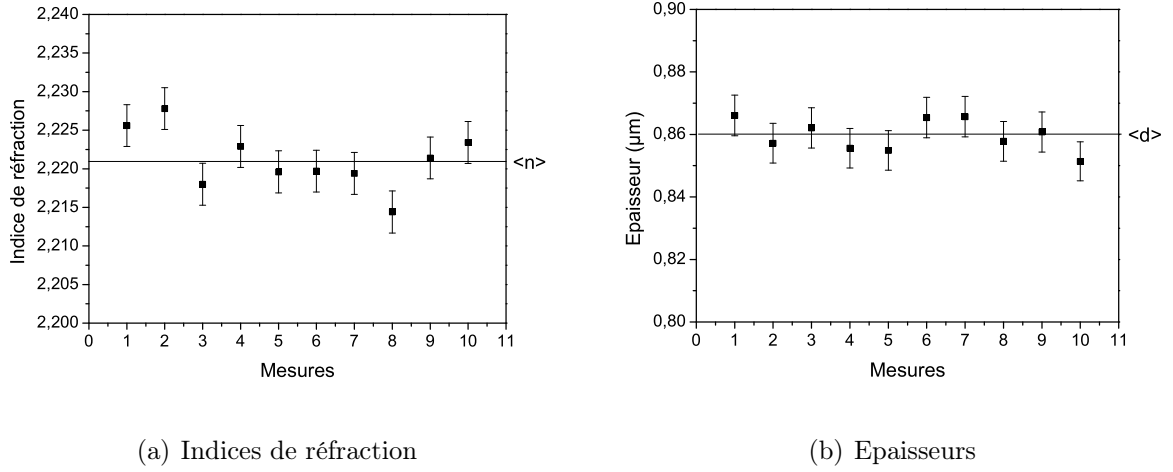 2,240
2,235
2,230
2,225
2,220
2,215
2,210
2,205
2,200
Indice de réfraction
<n>
0 1 2 3 4 5 6 7 8 9 10 11
Mesures
(a) Indices de réfraction
0,90
0,88
0,86
0,84
0,82
0,80
Epaisseur (µm)
<d>
0 1 2 3 4 5 6 7 8 9 10 11
Mesures
(b) Epaisseurs